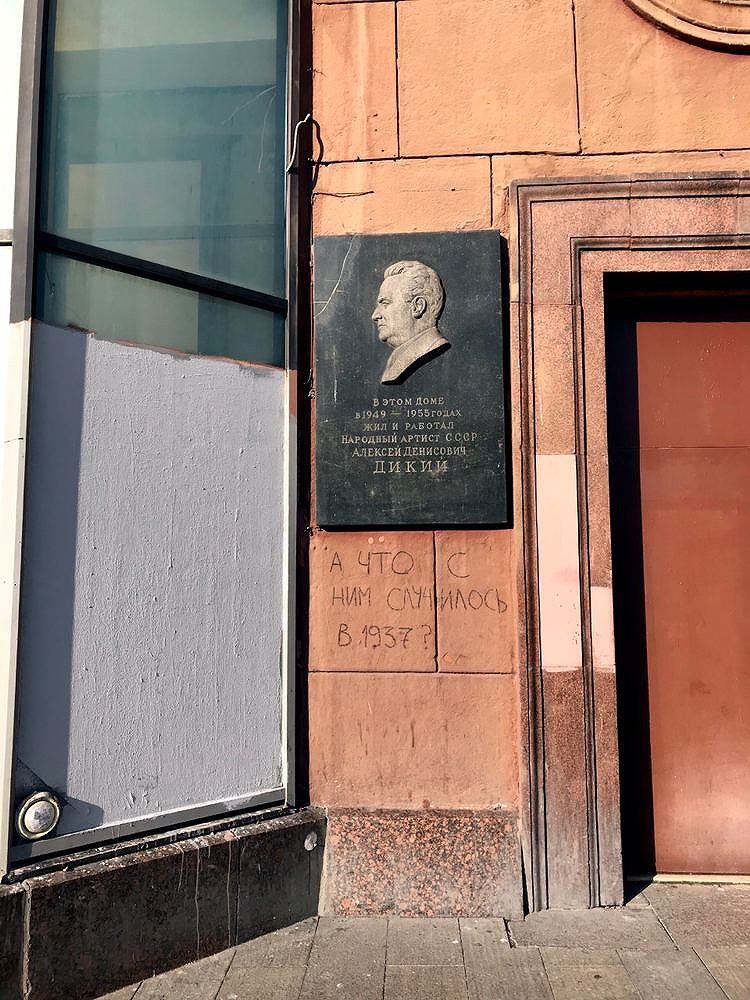 В ЭТОМ ДОМЕ
В 1949 — 1955 ГОДАХ
ЖИЛ И РАБОТАЛ
НАРОДНЫЙ АРТИСТ СССР
АЛЕКСЕЙ ДЕНИСОВИЧ
ДИКИЙ
А ЧТО С
НИМ СЛУЧИЛОСЬ
В 1937?